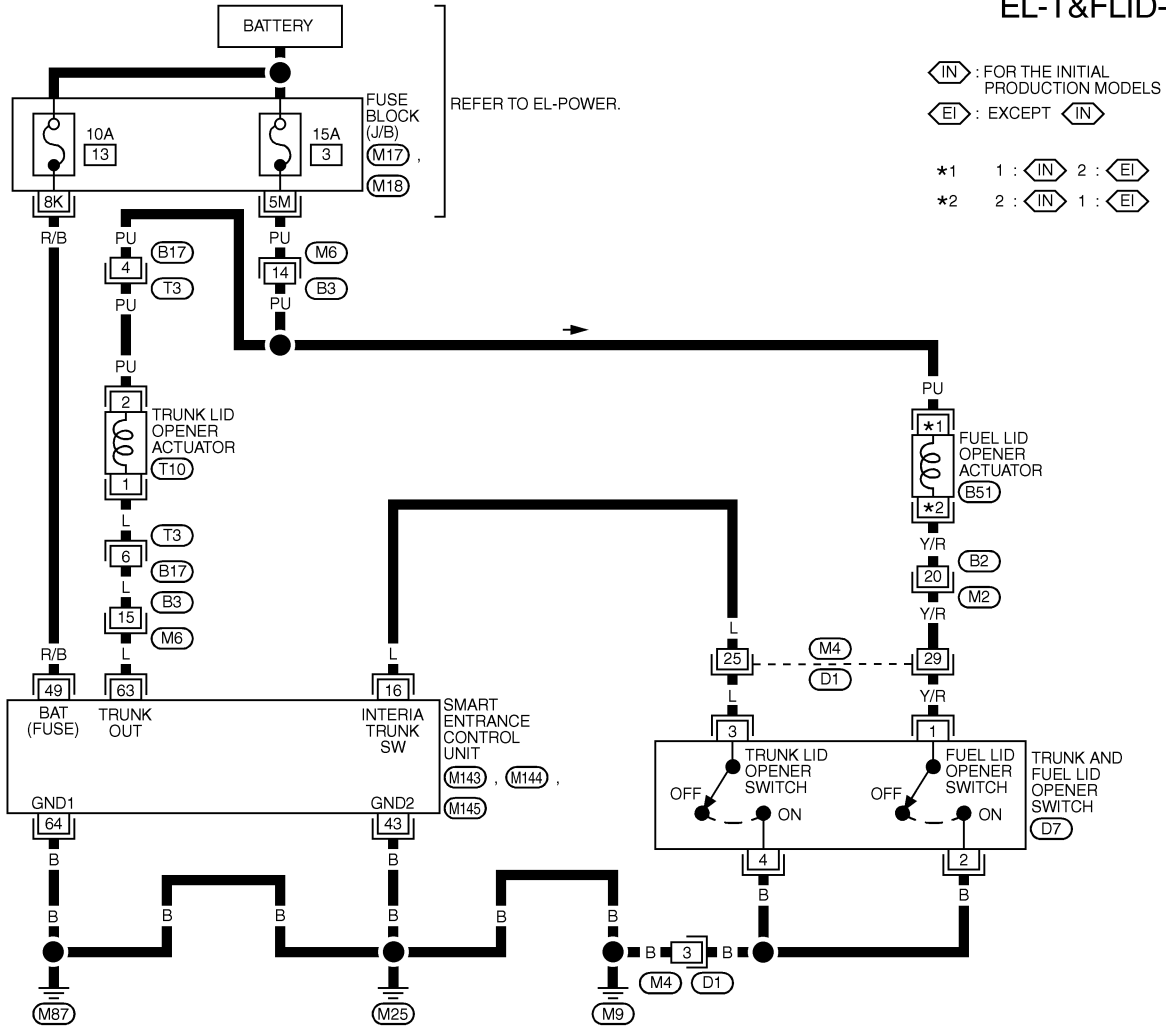 EL-T&FLID-
BATTERY
IN : FOR THE INITIAL
PRODUCTION MODELS
EI : EXCEPT IN
REFER TO EL-POWER.
FUSE
BLOCK
(J/B)
M17 ,
M18
10A
13
15A
3
*1 1 : IN 2 : EI
*2 2 : IN 1 : EI
8K
5M
R/B
PU
PU
4
B17
T3
14
M6
B3
PU
PU
PU
PU
2
TRUNK LID
OPENER
ACTUATOR
T10
1
*1
FUEL LID
OPENER
ACTUATOR
B51
*2
L
T3
6
B17
L
B3
15
M6
L
Y/R
B2
20
M2
Y/R
R/B
L
L
25
M4
D1
29
L
Y/R
49
63
16
BAT
(FUSE)
TRUNK
OUT
INTERIA
TRUNK
SW
SMART
ENTRANCE
CONTROL
UNIT
M143 , M144 ,
M145
GND1
GND2
64
43
3
1
TRUNK LID
OPENER
SWITCH
OFF
ON
FUEL LID
OPENER
SWITCH
OFF
ON
TRUNK AND
FUEL LID
OPENER
SWITCH
D7
4
2
B
B
B
B
B
B
B
B
B
B
B
B
3
B
M4
D1
M87
M25
M9